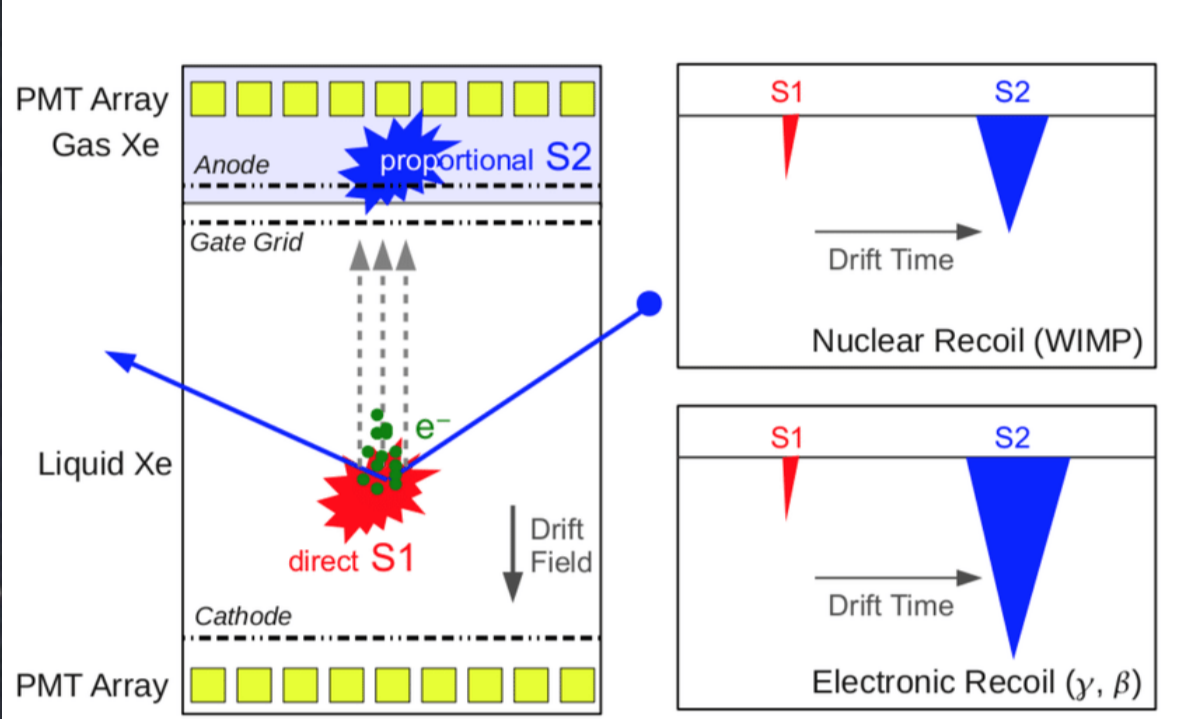 PMT Array
Gas Xe
Anode
proportional S2
Gate Grid
e⁻
Liquid Xe
direct S1
Drift
Field
Cathode
PMT Array
S1 S2
Drift Time
Nuclear Recoil (WIMP)
S1 S2
Drift Time
Electronic Recoil (γ, β)